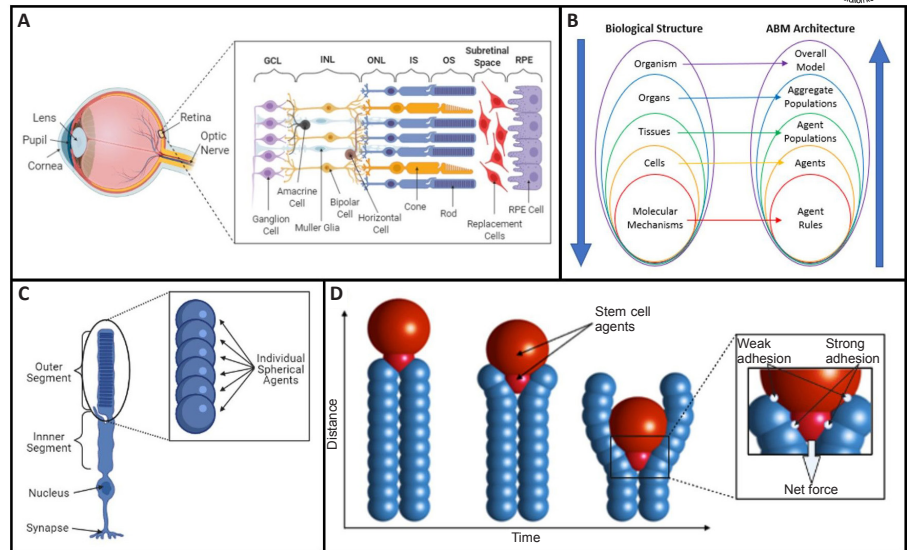 A
Lens
Pupil
Cornea
Retina
Optic
Nerve
GCL
INL
ONL
IS
OS
Subretinal
Space
RPE
Ganglion
Cell
Amacrine
Cell
Muller Glia
Bipolar
Cell
Horizontal
Cell
Cone
Rod
Replacement
Cells
RPE Cell
B
Biological Structure
ABM Architecture
Organism
Overall
Model
Organs
Aggregate
Populations
Tissues
Agent
Populations
Cells
Agents
Molecular
Mechanisms
Agent
Rules
C
Outer
Segment
Innner
Segment
Nucleus
Synapse
Individual
Spherical
Agents
D
Distance
Time
Stem cell
agents
Weak
adhesion
Strong
adhesion
Net force